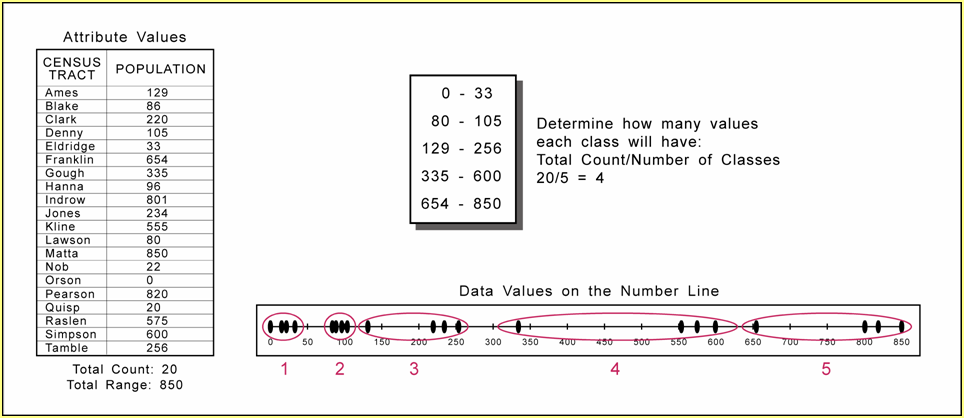 Attribute Values
CENSUS TRACT POPULATION
Ames 129
Blake 86
Clark 220
Denny 105
Eldridge 33
Franklin 654
Gough 335
Hanna 96
Indrow 801
Jones 234
Kline 555
Lawson 80
Matta 850
Nob 22
Orson 0
Pearson 820
Quisp 20
Raslen 575
Simpson 600
Tamble 256
Total Count: 20
Total Range: 850
0 - 33
80 - 105
129 - 256
335 - 600
654 - 850
Determine how many values
each class will have:
Total Count/Number of Classes
20/5 = 4
Data Values on the Number Line
0 50 100 150 200 250 300 350 400 450 500 550 600 650 700 750 800 850
1 2 3 4 5